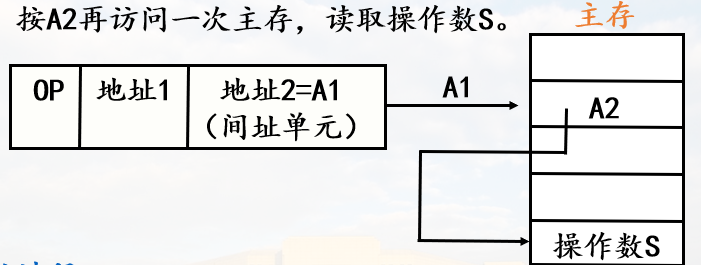 按A2再访问一次主存，读取操作数S。
主存
OP 地址1 地址2=A1
（间址单元）
A1
A2
操作数S